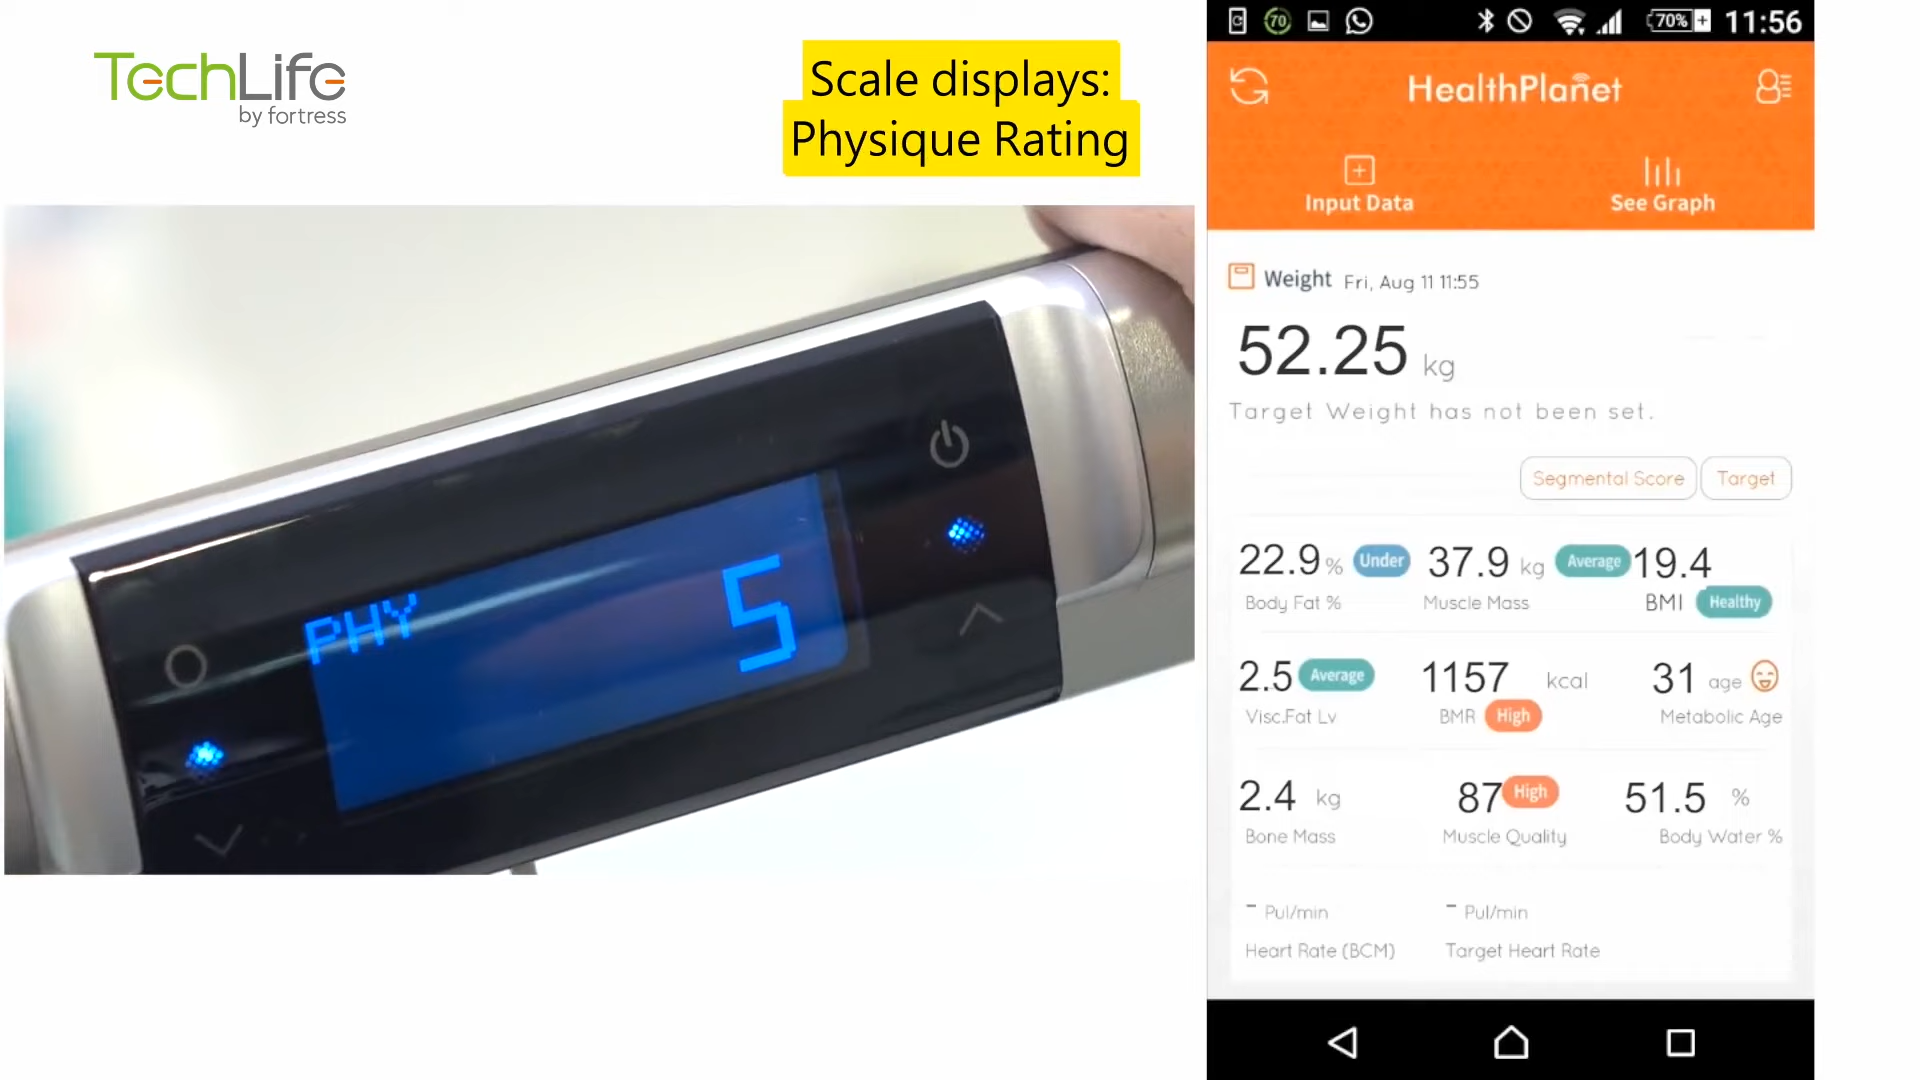 TechLife
by fortress
Scale displays:
Physique Rating
PHY 5
70 70% 11:56
HealthPlanet
Input Data See Graph
Weight Fri, Aug 11 11:55
52.25 kg
Target Weight has not been set.
Segmental Score Target
22.9 % Under 37.9 kg Average 19.4
Body Fat % Muscle Mass BMI Healthy
2.5 Average 1157 kcal 31 age
Visc.Fat Lv BMR High Metabolic Age
2.4 kg 87 High 51.5 %
Bone Mass Muscle Quality Body Water %
- Pul/min - Pul/min
Heart Rate (BCM) Target Heart Rate